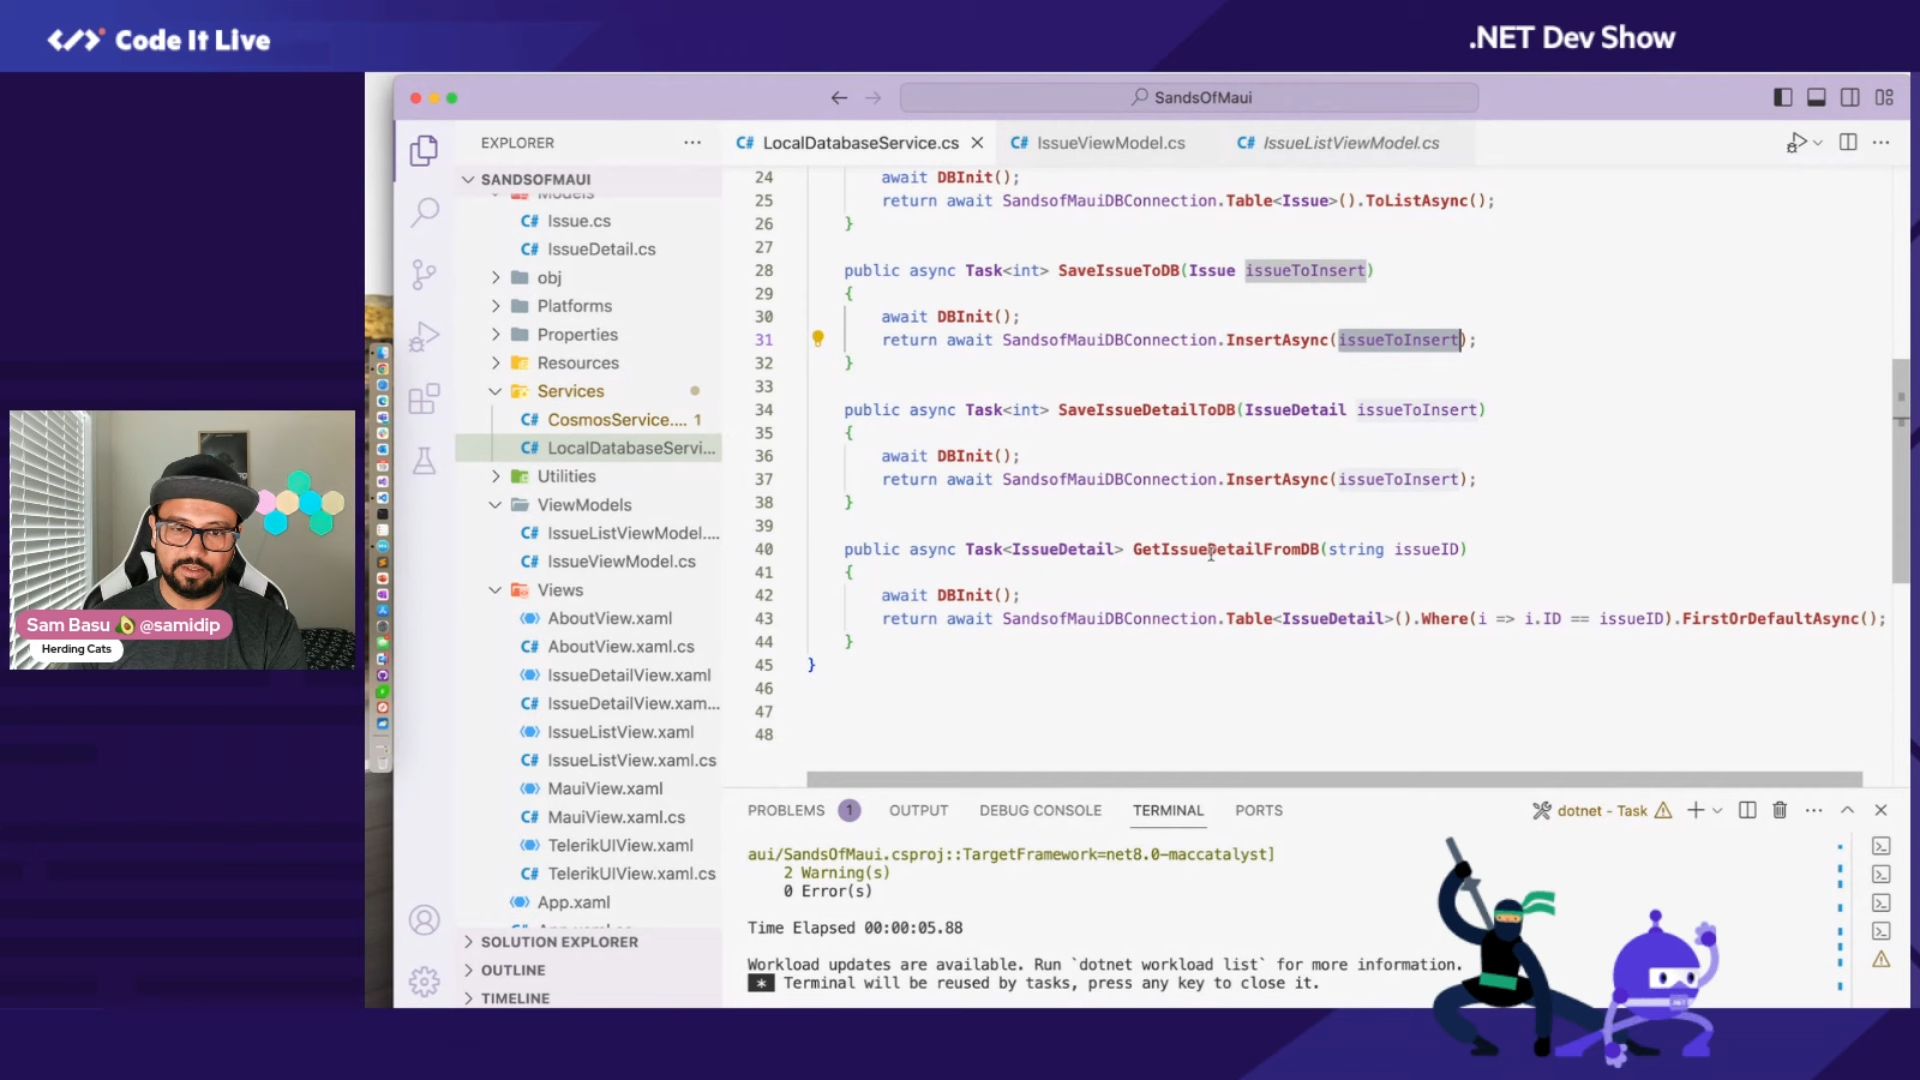 Code It Live
.NET Dev Show
SandsOfMaui
EXPLORER
LocalDatabaseService.cs
IssueViewModel.cs
IssueListViewModel.cs
SANDSOFMAUI
Models
C# Issue.cs
C# IssueDetail.cs
obj
Platforms
Properties
Resources
Services
C# CosmosService.... 1
C# LocalDatabaseServi...
Utilities
ViewModels
C# IssueListViewModel....
C# IssueViewModel.cs
Views
AboutView.xaml
C# AboutView.xaml.cs
IssueDetailView.xaml
C# IssueDetailView.xam...
IssueListView.xaml
C# IssueListView.xaml.cs
MauiView.xaml
C# MauiView.xaml.cs
TelerikUIView.xaml
C# TelerikUIView.xaml.cs
App.xaml
SOLUTION EXPLORER
OUTLINE
TIMELINE
24 await DBInit();
25 return await SandsofMauiDBConnection.Table<Issue>().ToListAsync();
26 }
27
28 public async Task<int> SaveIssueToDB(Issue issueToInsert)
29 {
30 await DBInit();
31 return await SandsofMauiDBConnection.InsertAsync(issueToInsert);
32 }
33
34 public async Task<int> SaveIssueDetailToDB(IssueDetail issueToInsert)
35 {
36 await DBInit();
37 return await SandsofMauiDBConnection.InsertAsync(issueToInsert);
38 }
39
40 public async Task<IssueDetail> GetIssueDetailFromDB(string issueID)
41 {
42 await DBInit();
43 return await SandsofMauiDBConnection.Table<IssueDetail>().Where(i => i.ID == issueID).FirstOrDefaultAsync();
44 }
45 }
46
47
48
PROBLEMS 1 OUTPUT DEBUG CONSOLE TERMINAL PORTS
dotnet - Task
aui/SandsOfMaui.csproj::TargetFramework=net8.0-maccatalyst]
2 Warning(s)
0 Error(s)
Time Elapsed 00:00:05.88
Workload updates are available. Run `dotnet workload list` for more information.
* Terminal will be reused by tasks, press any key to close it.
Sam Basu 🥑 @samidip
Herding Cats